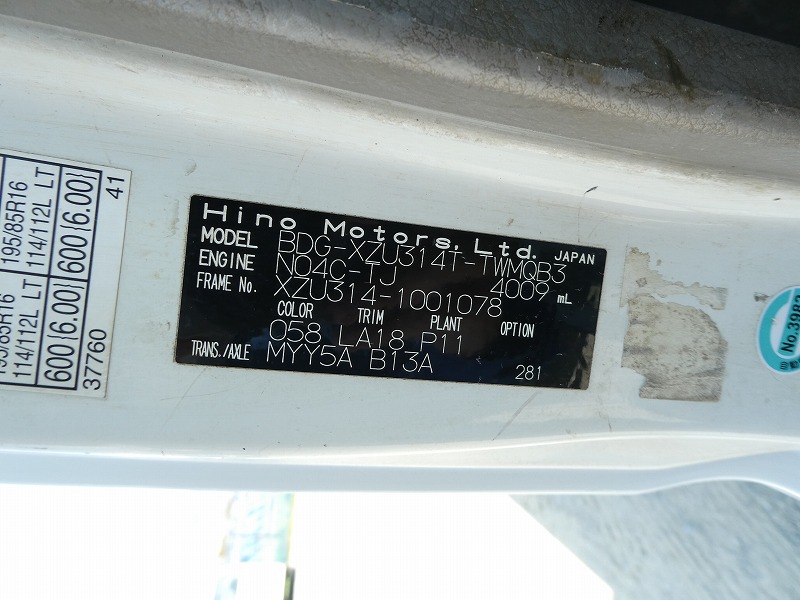 195/85R16
114/112L LT
600(6.00)
37760
195/85R16
114/112L LT
600(6.00)
41
Hino Motors, Ltd. JAPAN
MODEL BDG-XZU314T-TWMQB3
ENGINE N04C-TJ 4009 mL
FRAME No. XZU314-1001078
COLOR TRIM PLANT OPTION
058 LA18 P11
TRANS./AXLE MYY5A B13A 281